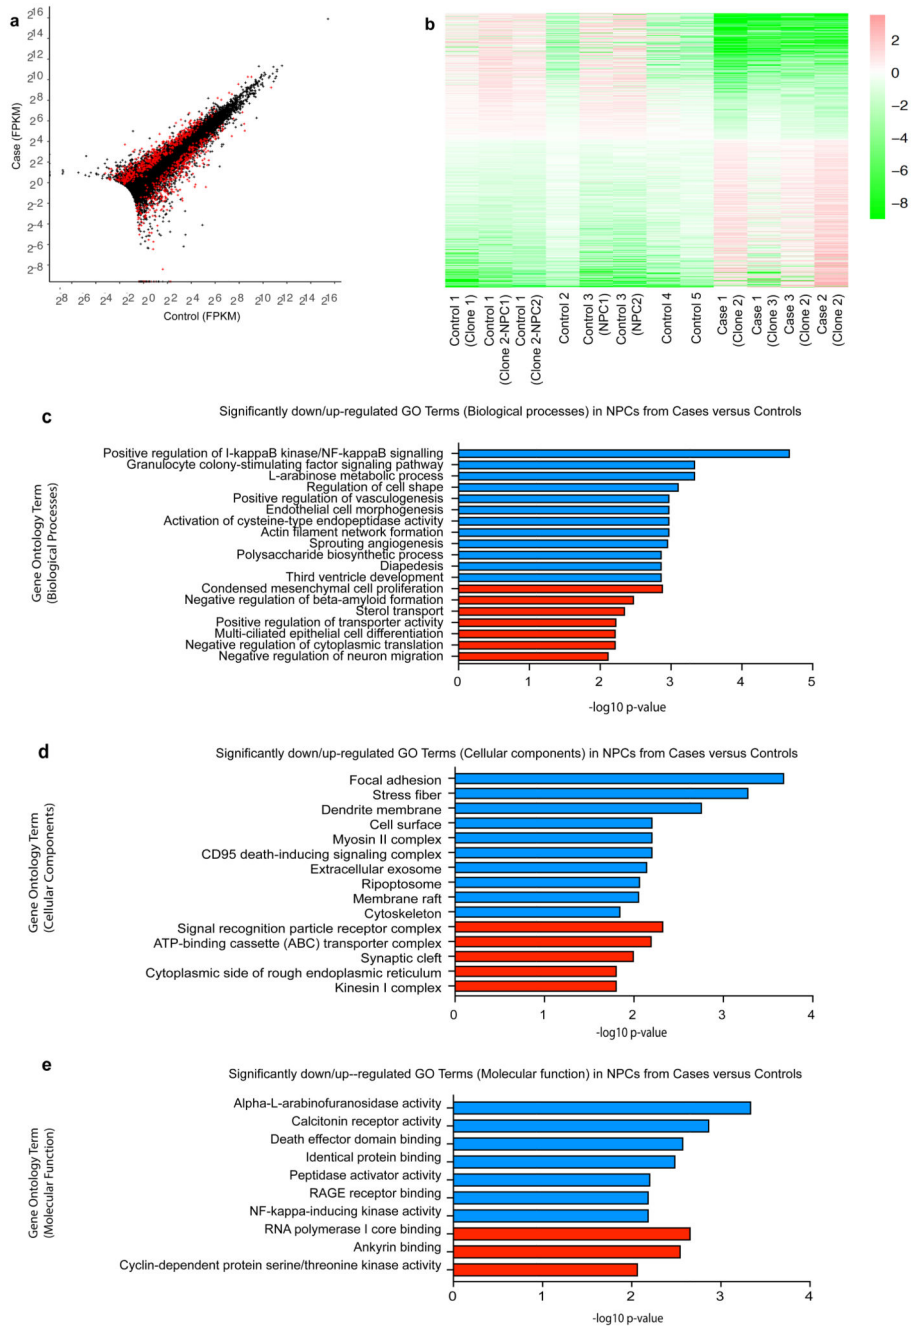 a
2^16
2^14
2^12
2^10
2^8
2^6
2^4
2^2
2^0
2^-2
2^-4
2^-6
2^-8
Case (FPKM)
2^-8 2^-6 2^-4 2^-2 2^0 2^2 2^4 2^6 2^8 2^10 2^12 2^14 2^16
Control (FPKM)
b
2
0
−2
−4
−6
−8
Control 1
(Clone 1)
Control 1
(Clone 2-NPC1)
Control 1
(Clone 2-NPC2)
Control 2
Control 3
(NPC1)
Control 3
(NPC2)
Control 4
Control 5
Case 1
(Clone 2)
Case 1
(Clone 3)
Case 3
(Clone 2)
Case 2
(Clone 2)
c
Significantly down/up-regulated GO Terms (Biological processes) in NPCs from Cases versus Controls
Gene Ontology Term
(Biological Processes)
Positive regulation of I-kappaB kinase/NF-kappaB signalling
Granulocyte colony-stimulating factor signaling pathway
L-arabinose metabolic process
Regulation of cell shape
Positive regulation of vasculogenesis
Endothelial cell morphogenesis
Activation of cysteine-type endopeptidase activity
Actin filament network formation
Sprouting angiogenesis
Polysaccharide biosynthetic process
Diapedesis
Third ventricle development
Condensed mesenchymal cell proliferation
Negative regulation of beta-amyloid formation
Sterol transport
Positive regulation of transporter activity
Multi-ciliated epithelial cell differentiation
Negative regulation of cytoplasmic translation
Negative regulation of neuron migration
0 1 2 3 4 5
-log10 p-value
d
Significantly down/up-regulated GO Terms (Cellular components) in NPCs from Cases versus Controls
Gene Ontology Term
(Cellular Components)
Focal adhesion
Stress fiber
Dendrite membrane
Cell surface
Myosin II complex
CD95 death-inducing signaling complex
Extracellular exosome
Ripoptosome
Membrane raft
Cytoskeleton
Signal recognition particle receptor complex
ATP-binding cassette (ABC) transporter complex
Synaptic cleft
Cytoplasmic side of rough endoplasmic reticulum
Kinesin I complex
0 1 2 3 4
-log10 p-value
e
Significantly down/up--regulated GO Terms (Molecular function) in NPCs from Cases versus Controls
Gene Ontology Term
(Molecular Function)
Alpha-L-arabinofuranosidase activity
Calcitonin receptor activity
Death effector domain binding
Identical protein binding
Peptidase activator activity
RAGE receptor binding
NF-kappa-inducing kinase activity
RNA polymerase I core binding
Ankyrin binding
Cyclin-dependent protein serine/threonine kinase activity
0 1 2 3 4
-log10 p-value